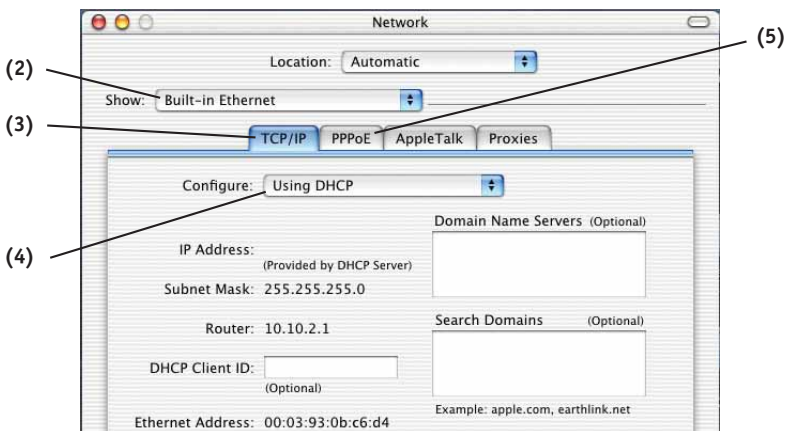 Network
(5)
Location: Automatic
(2)
Show: Built-in Ethernet
(3)
TCP/IP PPPoE AppleTalk Proxies
Configure: Using DHCP
Domain Name Servers (Optional)
(4)
IP Address:
(Provided by DHCP Server)
Subnet Mask: 255.255.255.0
Search Domains (Optional)
Router: 10.10.2.1
DHCP Client ID:
(Optional)
Example: apple.com, earthlink.net
Ethernet Address: 00:03:93:0b:c6:d4